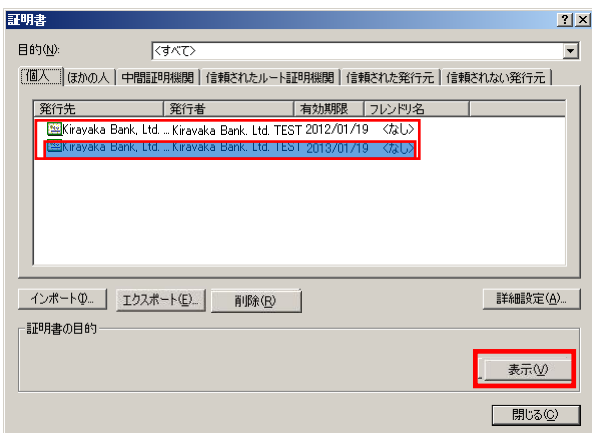 証明書
目的(N): <すべて>
個人 ほかの人 中間証明機関 信頼されたルート証明機関 信頼された発行元 信頼されない発行元
発行先 発行者 有効期限 フレンドリ名
Kirayaka Bank, Ltd. ... Kirayaka Bank. Ltd. TEST 2012/01/19 <なし>
Kirayaka Bank, Ltd. ... Kirayaka Bank. Ltd. TEST 2013/01/19 <なし>
インポート(I)... エクスポート(E)... 削除(R) 詳細設定(A)...
証明書の目的
表示(V)
閉じる(C)